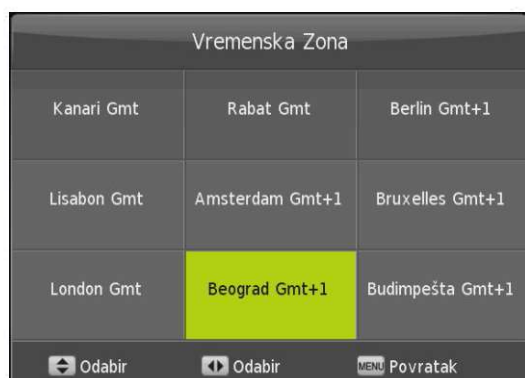 Vremenska Zona
Kanari Gmt Rabat Gmt Berlin Gmt+1
Lisabon Gmt Amsterdam Gmt+1 Bruxelles Gmt+1
London Gmt Beograd Gmt+1 Budimpešta Gmt+1
Odabir Odabir MENU Povratak